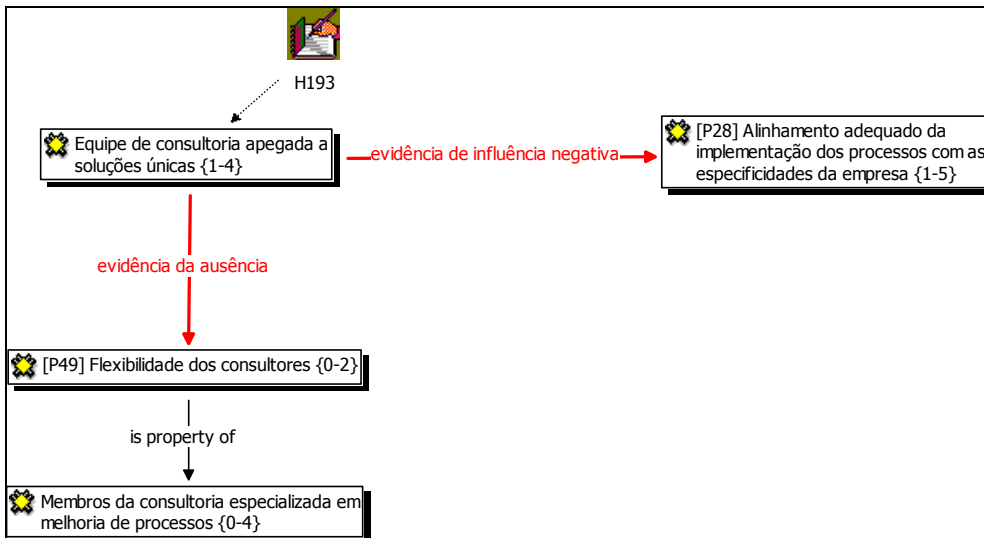 H193
Equipe de consultoria apegada a
soluções únicas {1-4}
evidência de influência negativa
[P28] Alinhamento adequado da
implementação dos processos com as
especificidades da empresa {1-5}
evidência da ausência
[P49] Flexibilidade dos consultores {0-2}
is property of
Membros da consultoria especializada em
melhoria de processos {0-4}